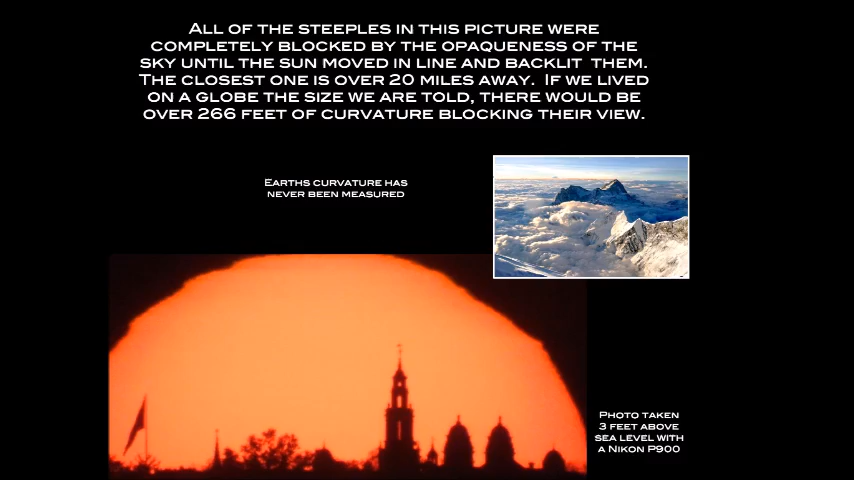 All of the steeples in this picture were
completely blocked by the opaqueness of the
sky until the sun moved in line and backlit them.
The closest one is over 20 miles away. If we lived
on a globe the size we are told, there would be
over 266 feet of curvature blocking their view.
Earths curvature has
never been measured
Photo taken
3 feet above
sea level with
a Nikon P900